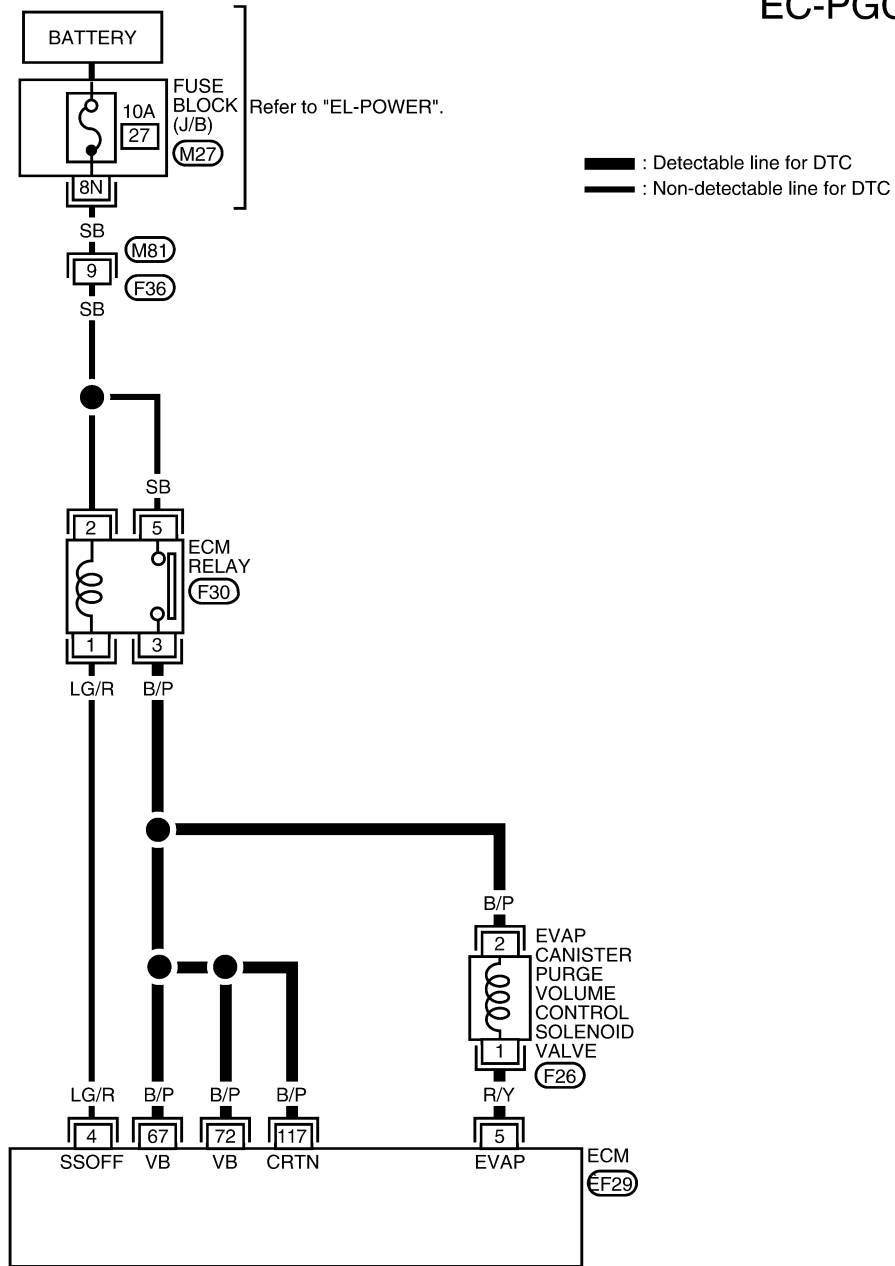 EC-PGC
BATTERY
FUSE
BLOCK
(J/B)
10A
27
M27
Refer to "EL-POWER".
: Detectable line for DTC
: Non-detectable line for DTC
8N
SB
M81
9
F36
SB
SB
2
5
ECM
RELAY
F30
1
3
LG/R
B/P
B/P
2
EVAP
CANISTER
PURGE
VOLUME
CONTROL
SOLENOID
VALVE
1
F26
LG/R
B/P
B/P
B/P
R/Y
4
67
72
117
5
SSOFF
VB
VB
CRTN
EVAP
ECM